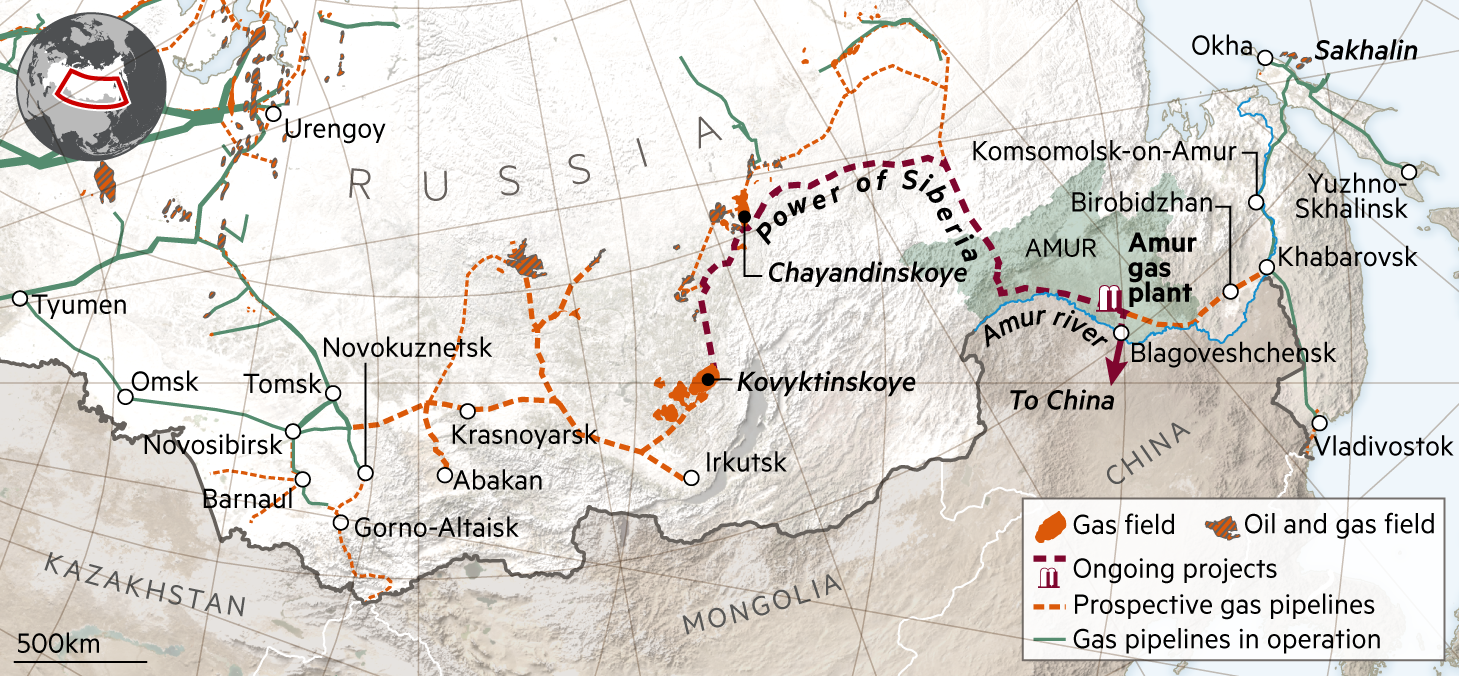 Okha
Sakhalin
Urengoy
RUSSIA
Komsomolsk-on-Amur
Yuzhno-
Skhalinsk
Birobidzhan
Power of Siberia
AMUR
Amur
gas
plant
Khabarovsk
Chayandinskoye
Tyumen
Amur river
Novokuznetsk
Blagoveshchensk
Omsk
Tomsk
Kovyktinskoye
To China
Novosibirsk
Krasnoyarsk
Vladivostok
CHINA
Irkutsk
Abakan
Barnaul
Gorno-Altaisk
KAZAKHSTAN
MONGOLIA
500km
Gas field
Oil and gas field
Ongoing projects
Prospective gas pipelines
Gas pipelines in operation